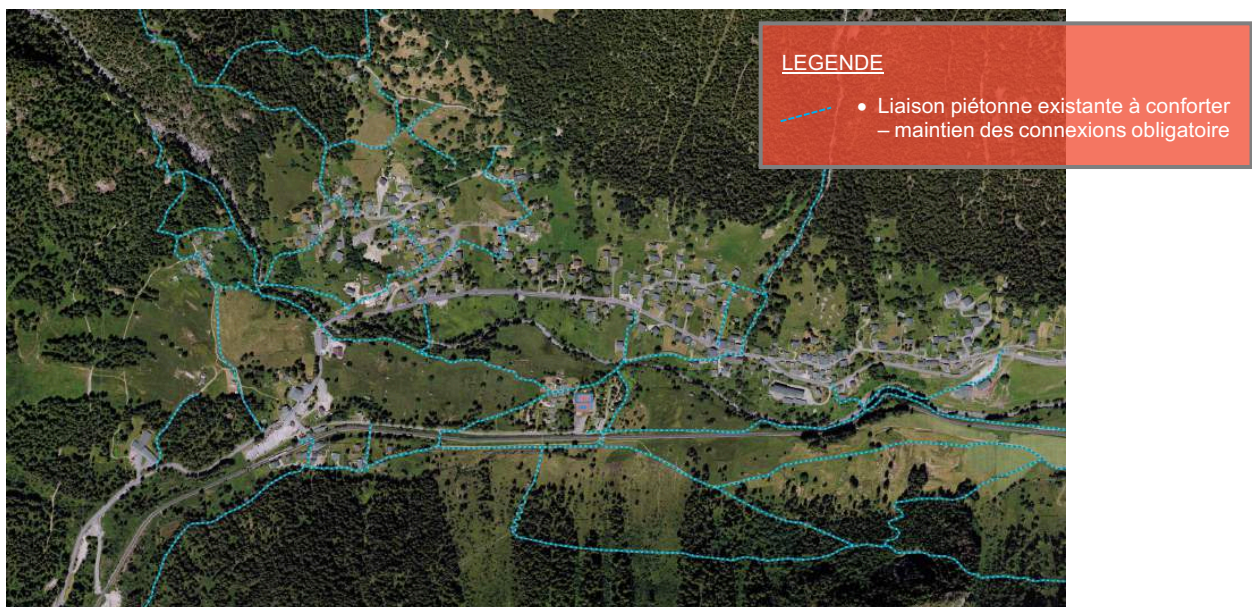 LEGENDE
• Liaison piétonne existante à conforter
– maintien des connexions obligatoire